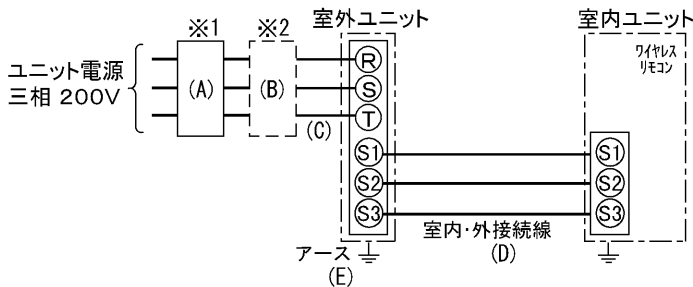 ※1
※2
室外ユニット
室内ユニット
ユニット電源
三相 200V
(A)
(B)
(C)
R
S
T
S1
S2
S3
ワイヤレス
リモコン
S1
S2
S3
室内・外接続線
(D)
アース
(E)